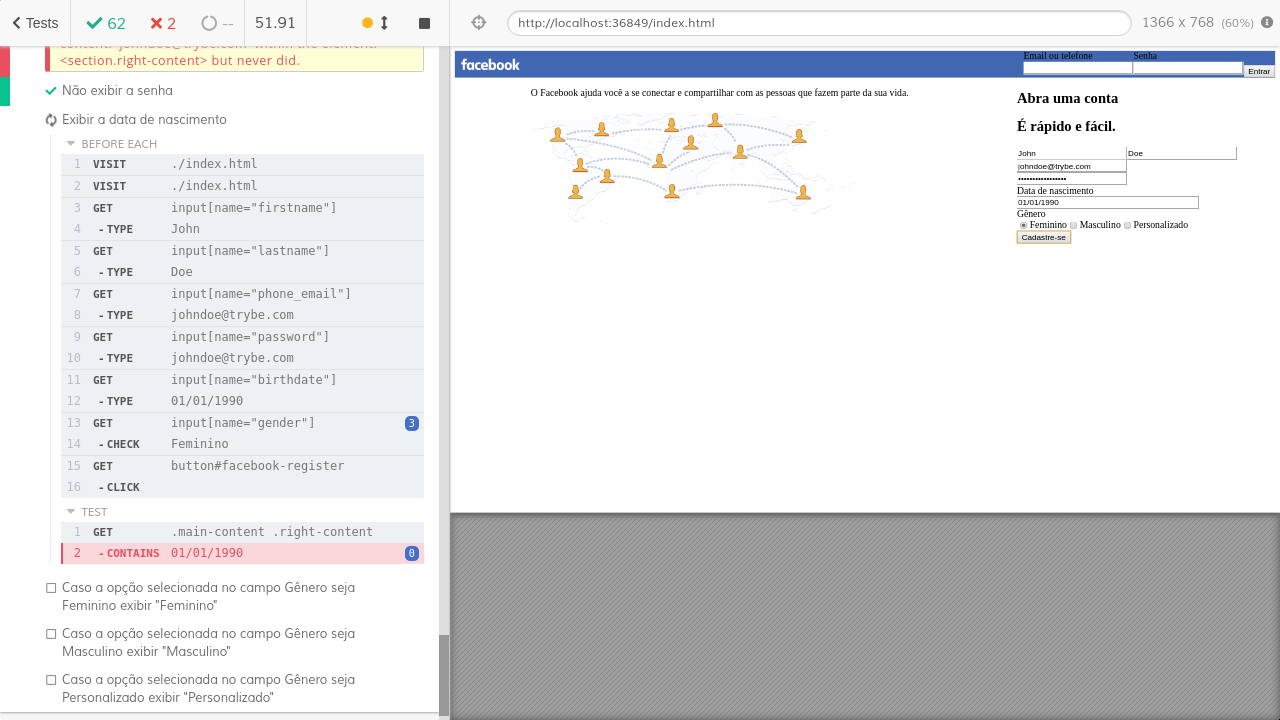 Tests
62
2
--
51.91
http://localhost:36849/index.html
1366 x 768 (60%)
<section.right-content> but never did.
Não exibir a senha
Exibir a data de nascimento
BEFORE EACH
1 VISIT ./index.html
2 VISIT ./index.html
3 GET input[name="firstname"]
4 - TYPE John
5 GET input[name="lastname"]
6 - TYPE Doe
7 GET input[name="phone_email"]
8 - TYPE johndoe@trybe.com
9 GET input[name="password"]
10 - TYPE johndoe@trybe.com
11 GET input[name="birthdate"]
12 - TYPE 01/01/1990
13 GET input[name="gender"] 3
14 - CHECK Feminino
15 GET button#facebook-register
16 - CLICK
TEST
1 GET .main-content .right-content
2 - CONTAINS 01/01/1990 0
Caso a opção selecionada no campo Gênero seja
Feminino exibir "Feminino"
Caso a opção selecionada no campo Gênero seja
Masculino exibir "Masculino"
Caso a opção selecionada no campo Gênero seja
Personalizado exibir "Personalizado"
facebook
Email ou telefone
Senha
Entrar
O Facebook ajuda você a se conectar e compartilhar com as pessoas que fazem parte da sua vida.
Abra uma conta
É rápido e fácil.
John
Doe
johndoe@trybe.com
•••••••••••••••••
Data de nascimento
01/01/1990
Gênero
Feminino Masculino Personalizado
Cadastre-se